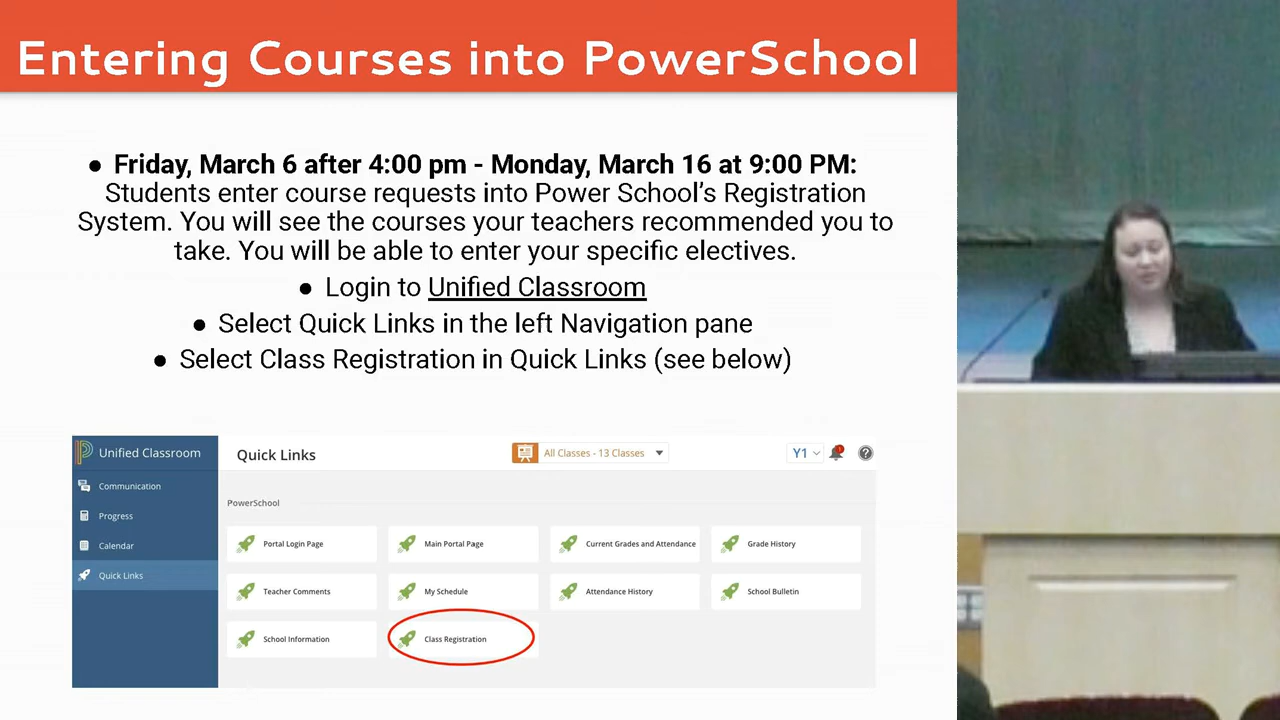 Entering Courses into PowerSchool
● Friday, March 6 after 4:00 pm - Monday, March 16 at 9:00 PM:
Students enter course requests into Power School's Registration
System. You will see the courses your teachers recommended you to
take. You will be able to enter your specific electives.
● Login to Unified Classroom
● Select Quick Links in the left Navigation pane
● Select Class Registration in Quick Links (see below)
Unified Classroom
Quick Links
All Classes - 13 Classes
Y1
Communication
Progress
Calendar
Quick Links
PowerSchool
Portal Login Page
Main Portal Page
Current Grades and Attendance
Grade History
Teacher Comments
My Schedule
Attendance History
School Bulletin
School Information
Class Registration